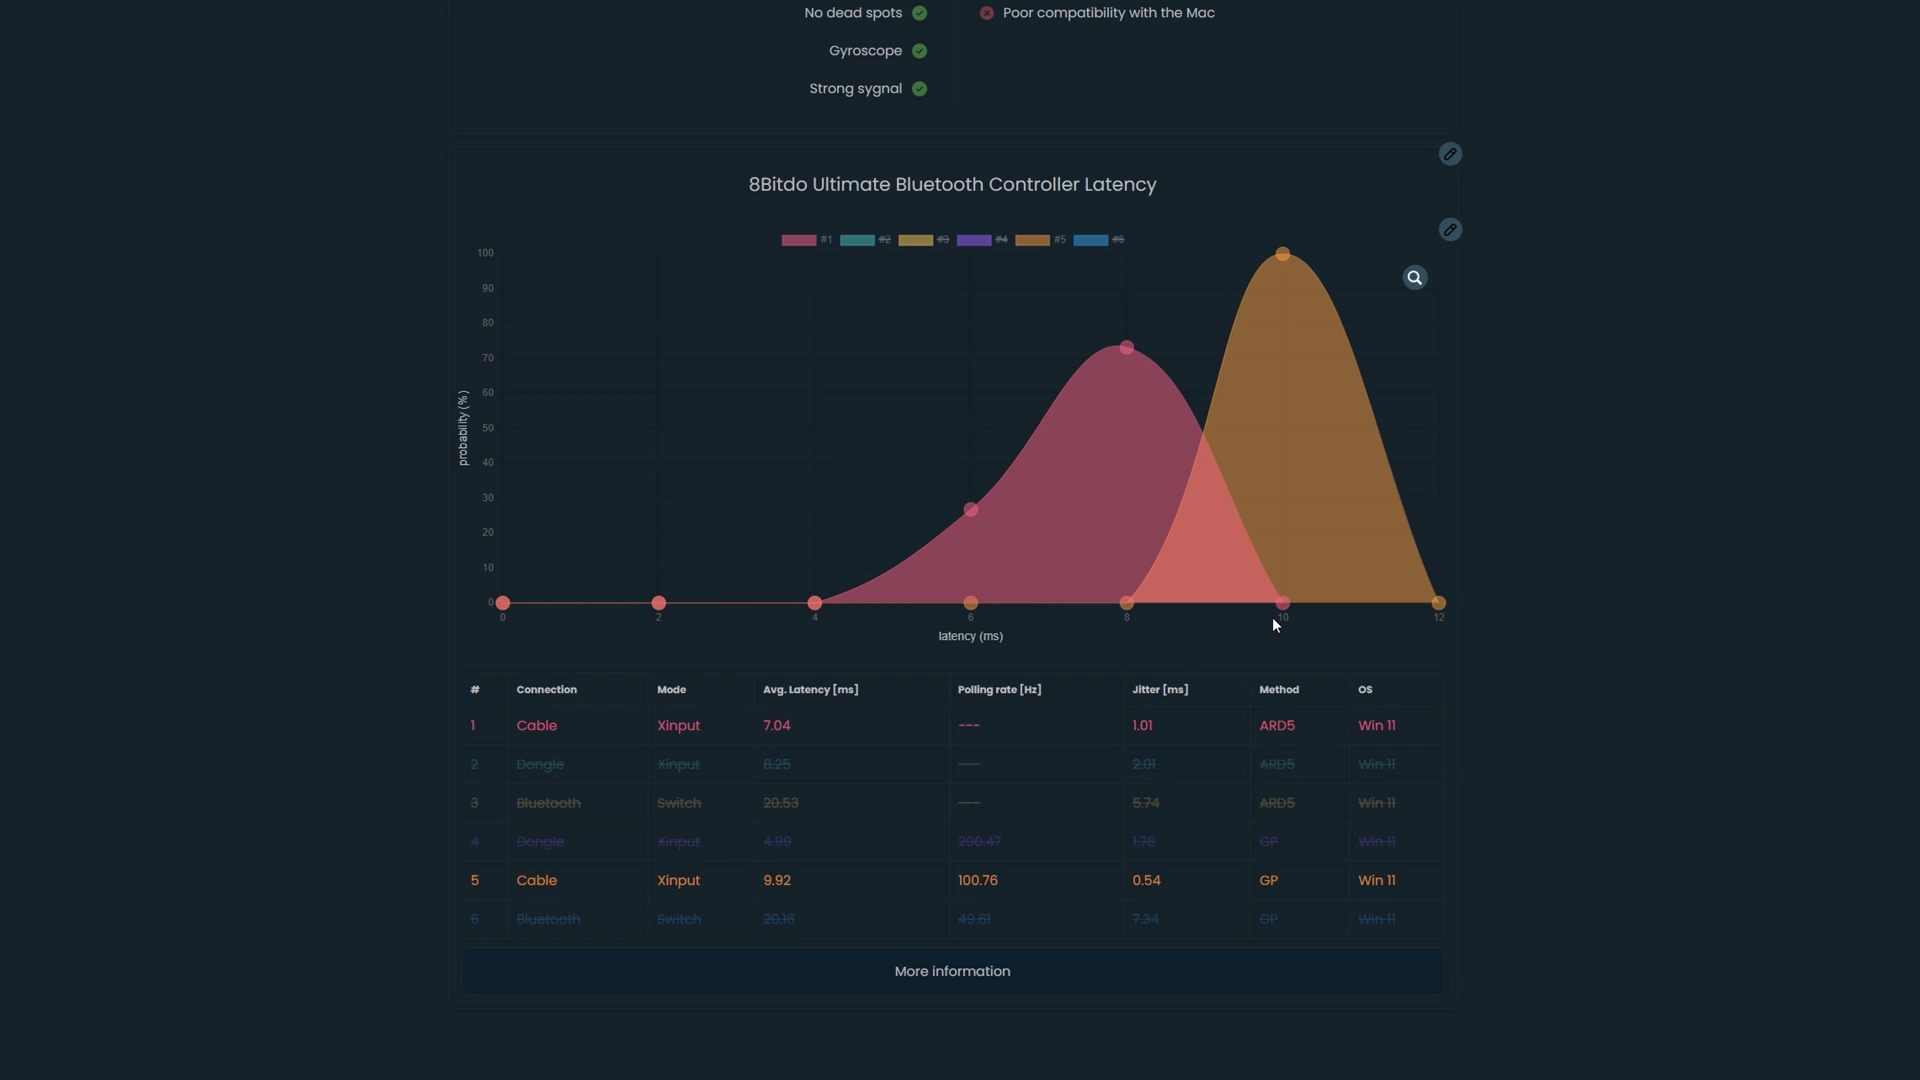 No dead spots
Poor compatibility with the Mac
Gyroscope
Strong sygnal
8Bitdo Ultimate Bluetooth Controller Latency
#1 #2 #3 #4 #5 #6
100
90
80
70
60
50
40
30
20
10
0
probability (%)
0 2 4 6 8 10 12
latency (ms)
# Connection Mode Avg. Latency [ms] Polling rate [Hz] Jitter [ms] Method OS
1 Cable Xinput 7.04 --- 1.01 ARD5 Win 11
2 Dongle Xinput 8.25 --- 2.01 ARD5 Win 11
3 Bluetooth Switch 20.53 --- 5.74 ARD5 Win 11
4 Dongle Xinput 4.99 200.47 1.78 GP Win 11
5 Cable Xinput 9.92 100.76 0.54 GP Win 11
6 Bluetooth Switch 20.16 49.61 7.34 GP Win 11
More information